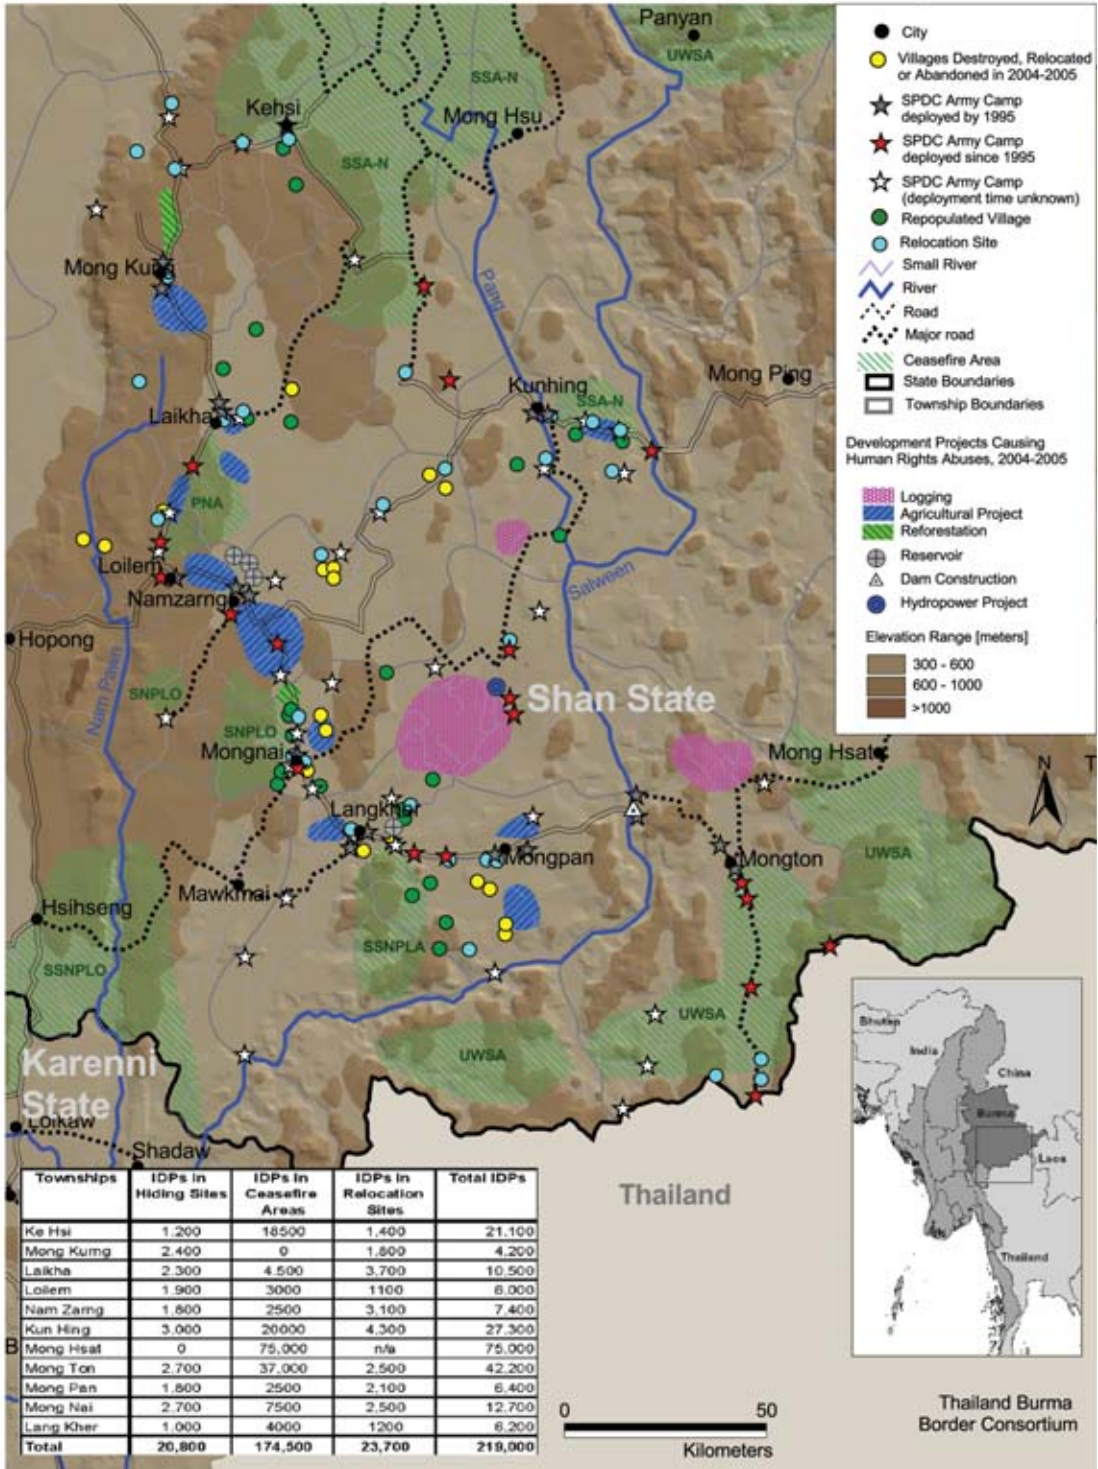 Panyan
UWSA
SSA-N
Kehsi
Mong Hsu
SSA-N
Mong Kung
Pang
Kunhing
Mong Ping
SSA-N
Laikha
PNA
Loilem
Namzarng
Salween
Hopong
Nam Pawn
SNPLO
Shan State
SNPLO
Mongnai
Mong Hsat
Langkher
Mongpan
Mongton
UWSA
Mawkmai
Hsihseng
SSNPLA
SSNPLO
UWSA
UWSA
Karenni
State
Loikaw
Shadaw
Thailand
City
Villages Destroyed, Relocated
or Abandoned in 2004-2005
SPDC Army Camp
deployed by 1995
SPDC Army Camp
deployed since 1995
SPDC Army Camp
(deployment time unknown)
Repopulated Village
Relocation Site
Small River
River
Road
Major road
Ceasefire Area
State Boundaries
Township Boundaries
Development Projects Causing
Human Rights Abuses, 2004-2005
Logging
Agricultural Project
Reforestation
Reservoir
Dam Construction
Hydropower Project
Elevation Range [meters]
300 - 600
600 - 1000
>1000
N
T
Bhutan
India
China
Burma
Laos
Thailand
Townships IDPs in Hiding Sites IDPs in Ceasefire Areas IDPs in Relocation Sites Total IDPs
Ke Hsi 1.200 18500 1,400 21,100
Mong Kurng 2.400 0 1,800 4,200
Laikha 2.300 4.500 3,700 10,500
Loilem 1.900 3000 1100 6,000
Nam Zarng 1,800 2500 3,100 7,400
Kun Hing 3,000 20000 4,300 27,300
Mong Hsat 0 75,000 n/a 75,000
Mong Ton 2.700 37,000 2,500 42,200
Mong Pan 1,800 2500 2,100 6,400
Mong Nai 2,700 7500 2,500 12,700
Lang Kher 1,000 4000 1200 6,200
Total 20,800 174,500 23,700 219,000
B
0 50
Kilometers
Thailand Burma
Border Consortium